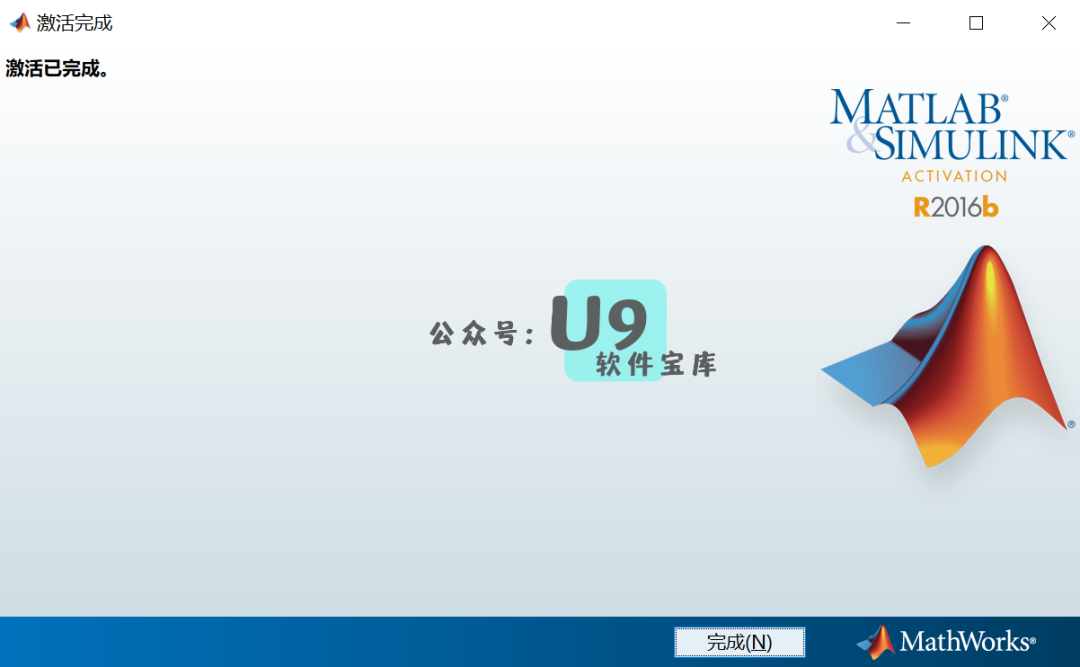 激活完成
激活已完成。
MATLAB®
&SIMULINK®
ACTIVATION
R2016b
公众号：U9
软件宝库
®
完成(N)
MathWorks®